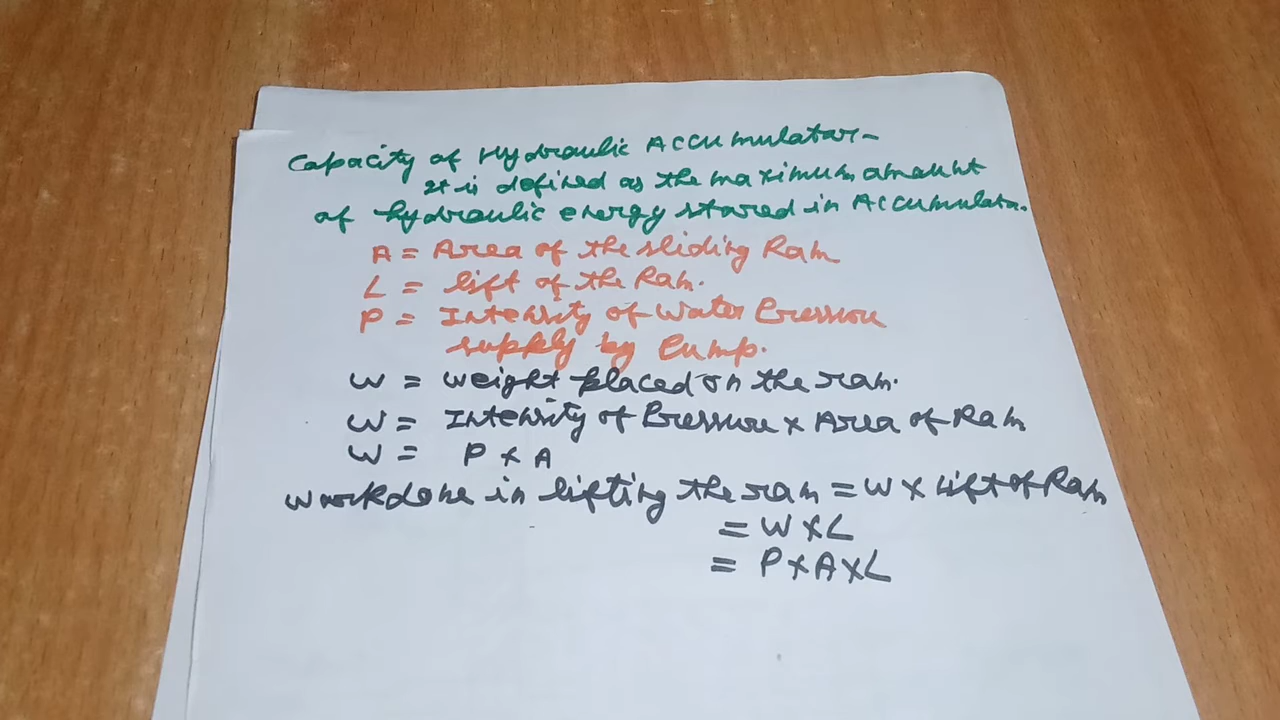 Capacity of Hydraulic Accumulator-
It is defined as the maximum amount
of hydraulic energy stored in Accumulator.
A = Area of the sliding Ram
L = lift of the Ram.
P = Intensity of Water Pressure
supply by Pump.
W = weight placed on the ram.
W = Intensity of Pressure x Area of Ram
W = P x A
Workdone in lifting the ram = W x Lift of Ram
= W x L
= P x A x L